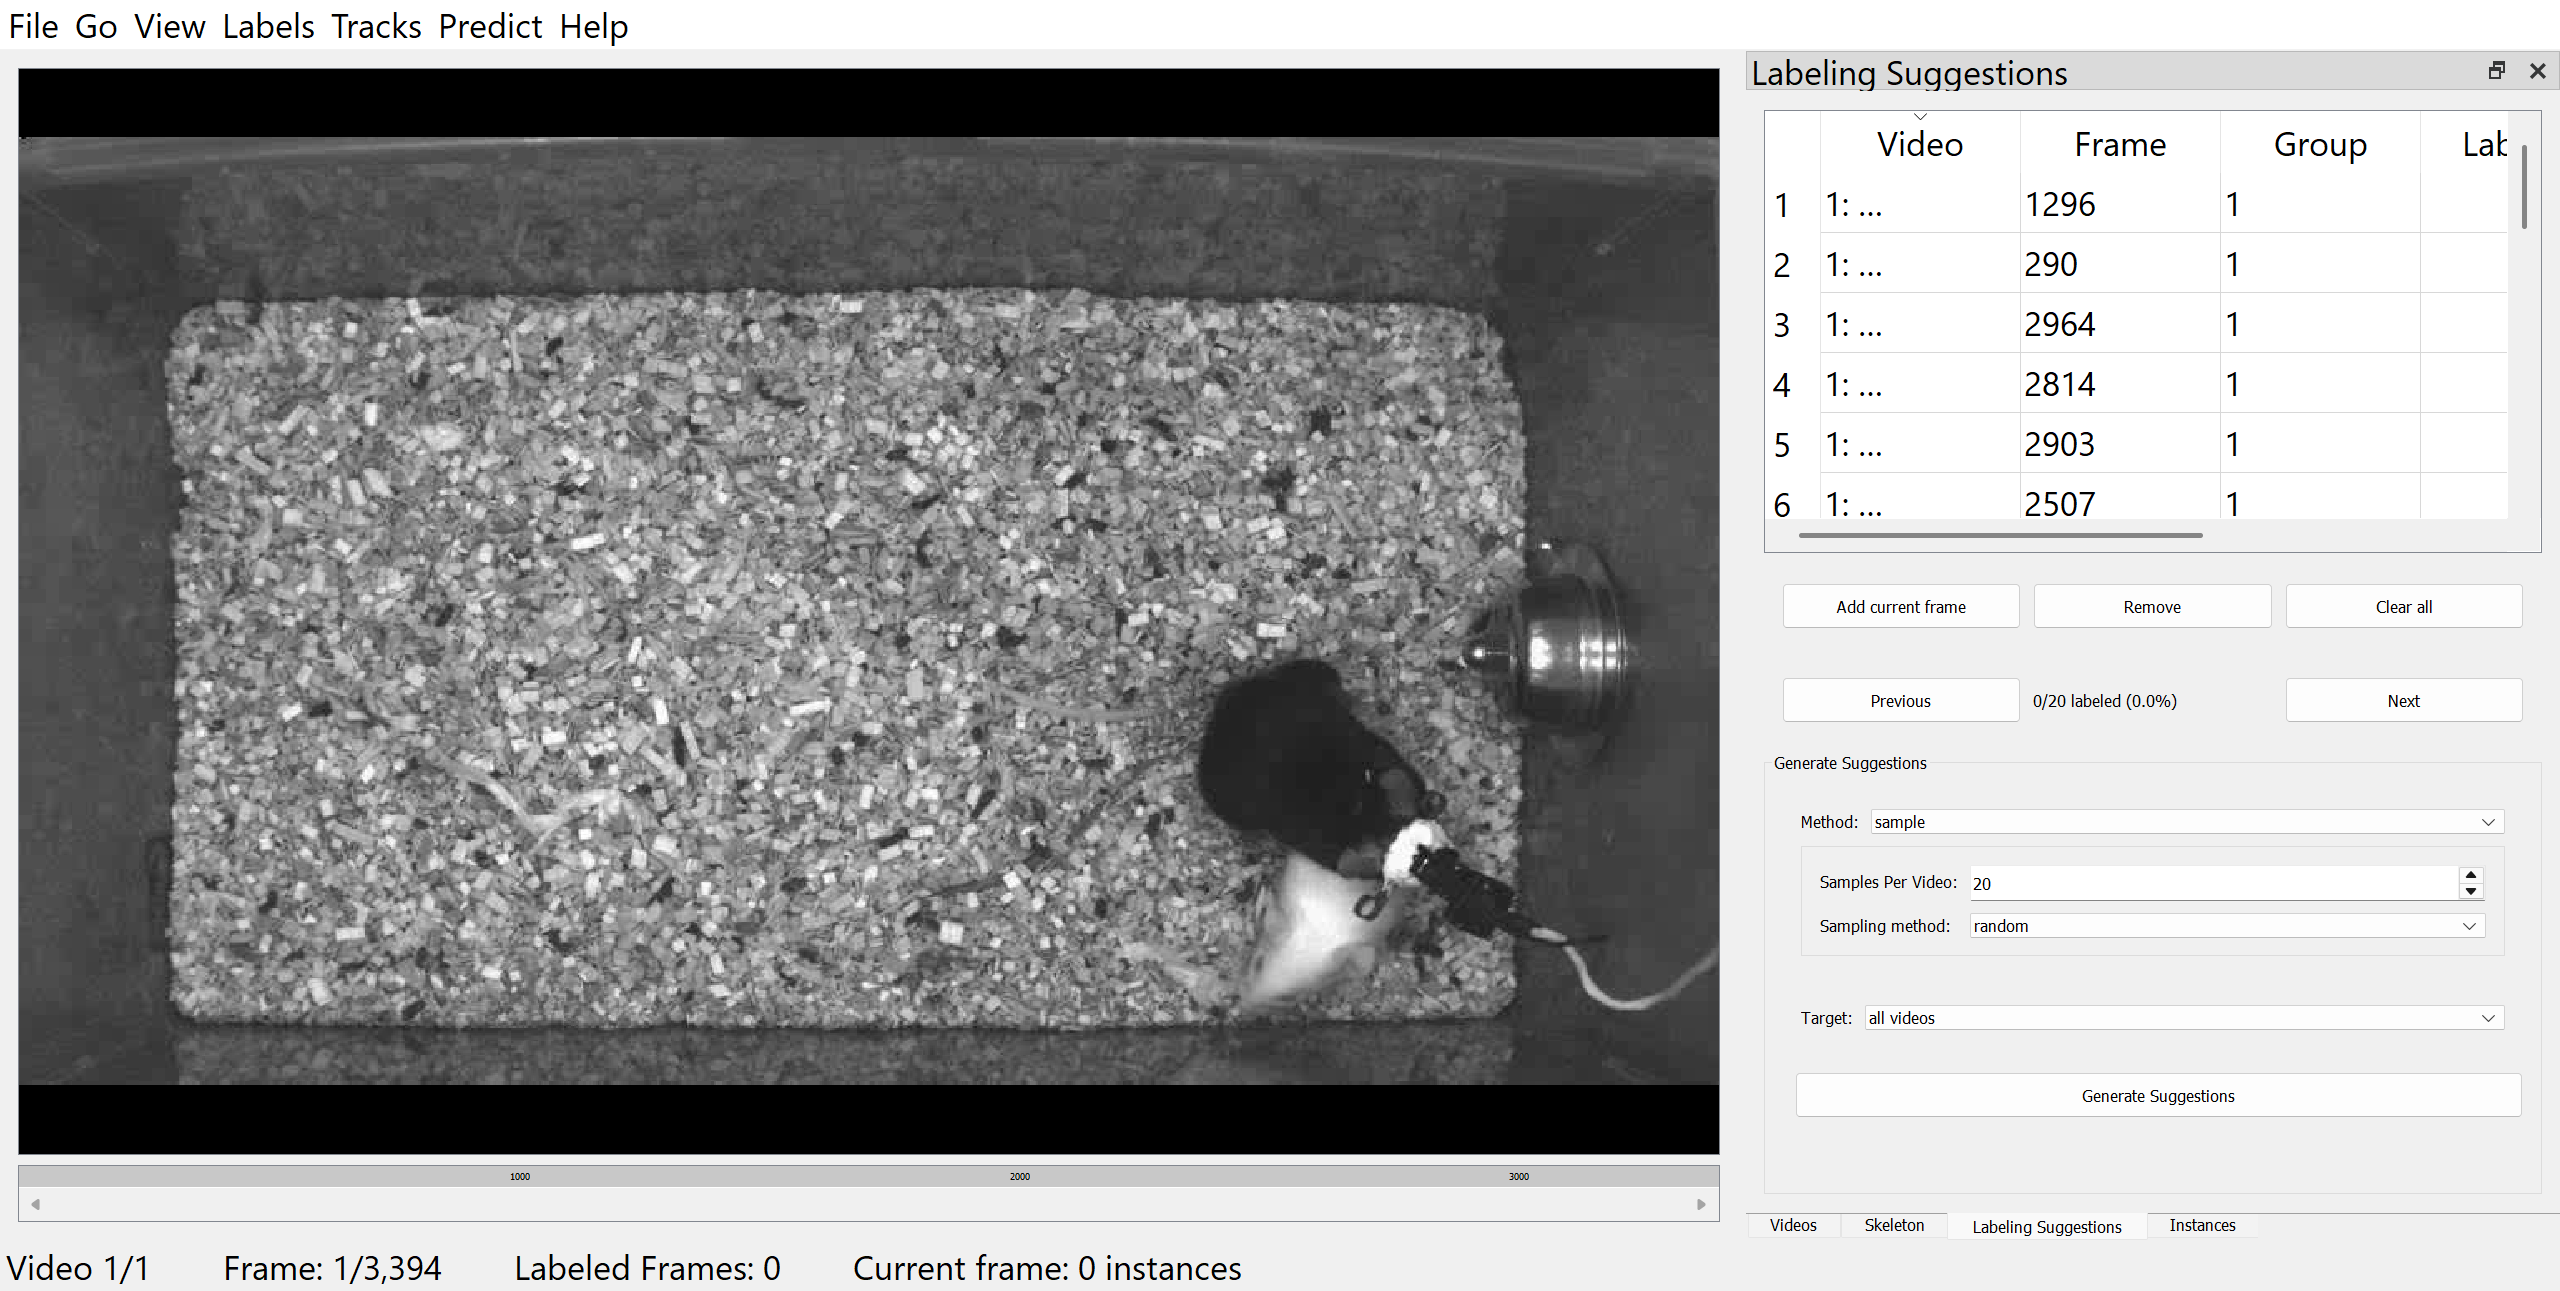 File Go View Labels Tracks Predict Help
Labeling Suggestions
Video Frame Group Lab
1 1: ... 1296 1
2 1: ... 290 1
3 1: ... 2964 1
4 1: ... 2814 1
5 1: ... 2903 1
6 1: ... 2507 1
Add current frame Remove Clear all
Previous 0/20 labeled (0.0%) Next
Generate Suggestions
Method: sample
Samples Per Video: 20
Sampling method: random
Target: all videos
Generate Suggestions
1000 2000 3000
Videos Skeleton Labeling Suggestions Instances
Video 1/1 Frame: 1/3,394 Labeled Frames: 0 Current frame: 0 instances